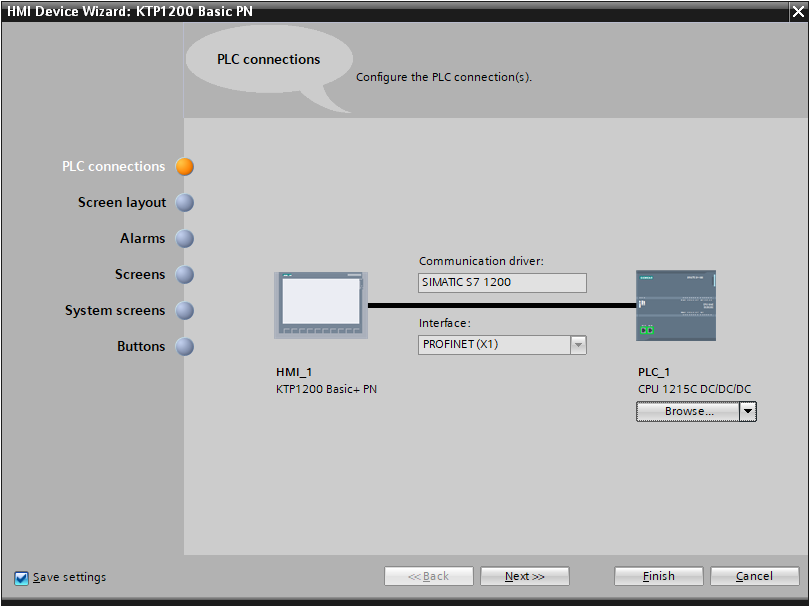 HMI Device Wizard: KTP1200 Basic PN
PLC connections
Configure the PLC connection(s).
PLC connections
Screen layout
Alarms
Screens
System screens
Buttons
Communication driver:
SIMATIC S7 1200
Interface:
PROFINET (X1)
HMI_1
KTP1200 Basic+ PN
PLC_1
CPU 1215C DC/DC/DC
Browse...
Save settings
<< Back
Next >>
Finish
Cancel